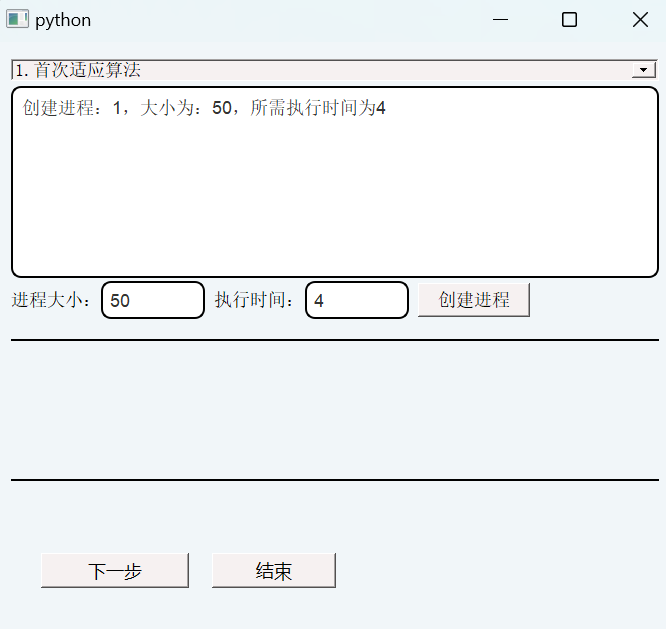 python
1. 首次适应算法
创建进程：1，大小为：50，所需执行时间为4
进程大小： 50 执行时间： 4 创建进程
下一步 结束